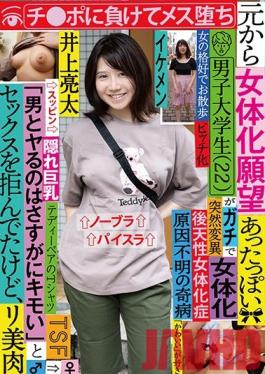 チ●ポに負けてメス堕ち
元から
女体化願望
あったっぽい
男子大学生(22)
がガチで
突然変異
女体化
後天性女体化症
原因不明の奇病
イケメン
女の格好でお散歩
ビッチ化
井上亮太
⇨スッピン⇨
隠れ巨乳
テディーベアのTシャツ
Teddy
⇧ノーブラ⇧
⇧パイスラ⇧
TSF⇨
「男とヤるのはさすがにキモい」と
セックスを拒んでたけど、
リ美肉